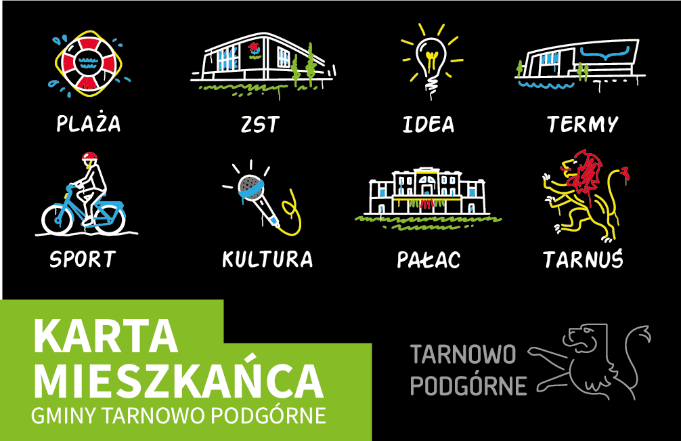 PLAŻA
ZST
IDEA
TERMY
SPORT
KULTURA
PAŁAC
TARNUŚ
KARTA
MIESZKAŃCA
GMINY TARNOWO PODGÓRNE
TARNOWO
PODGÓRNE